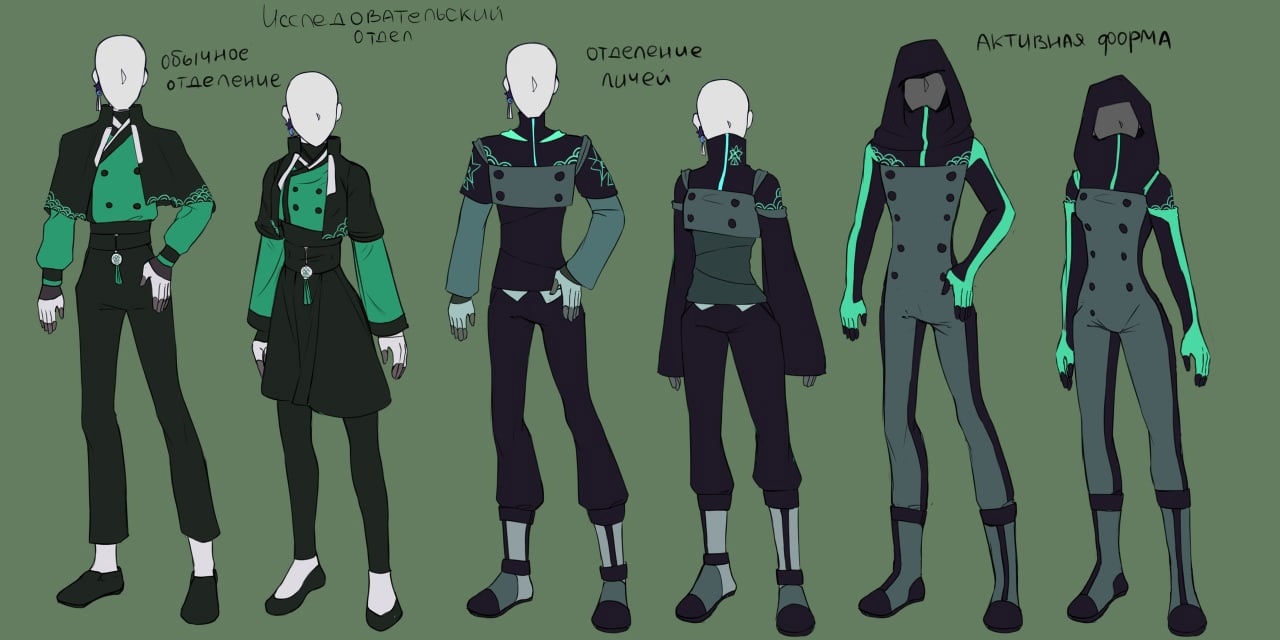 Исследовательский
отдел
обычное
отделение
отделение
личей
Активная форма